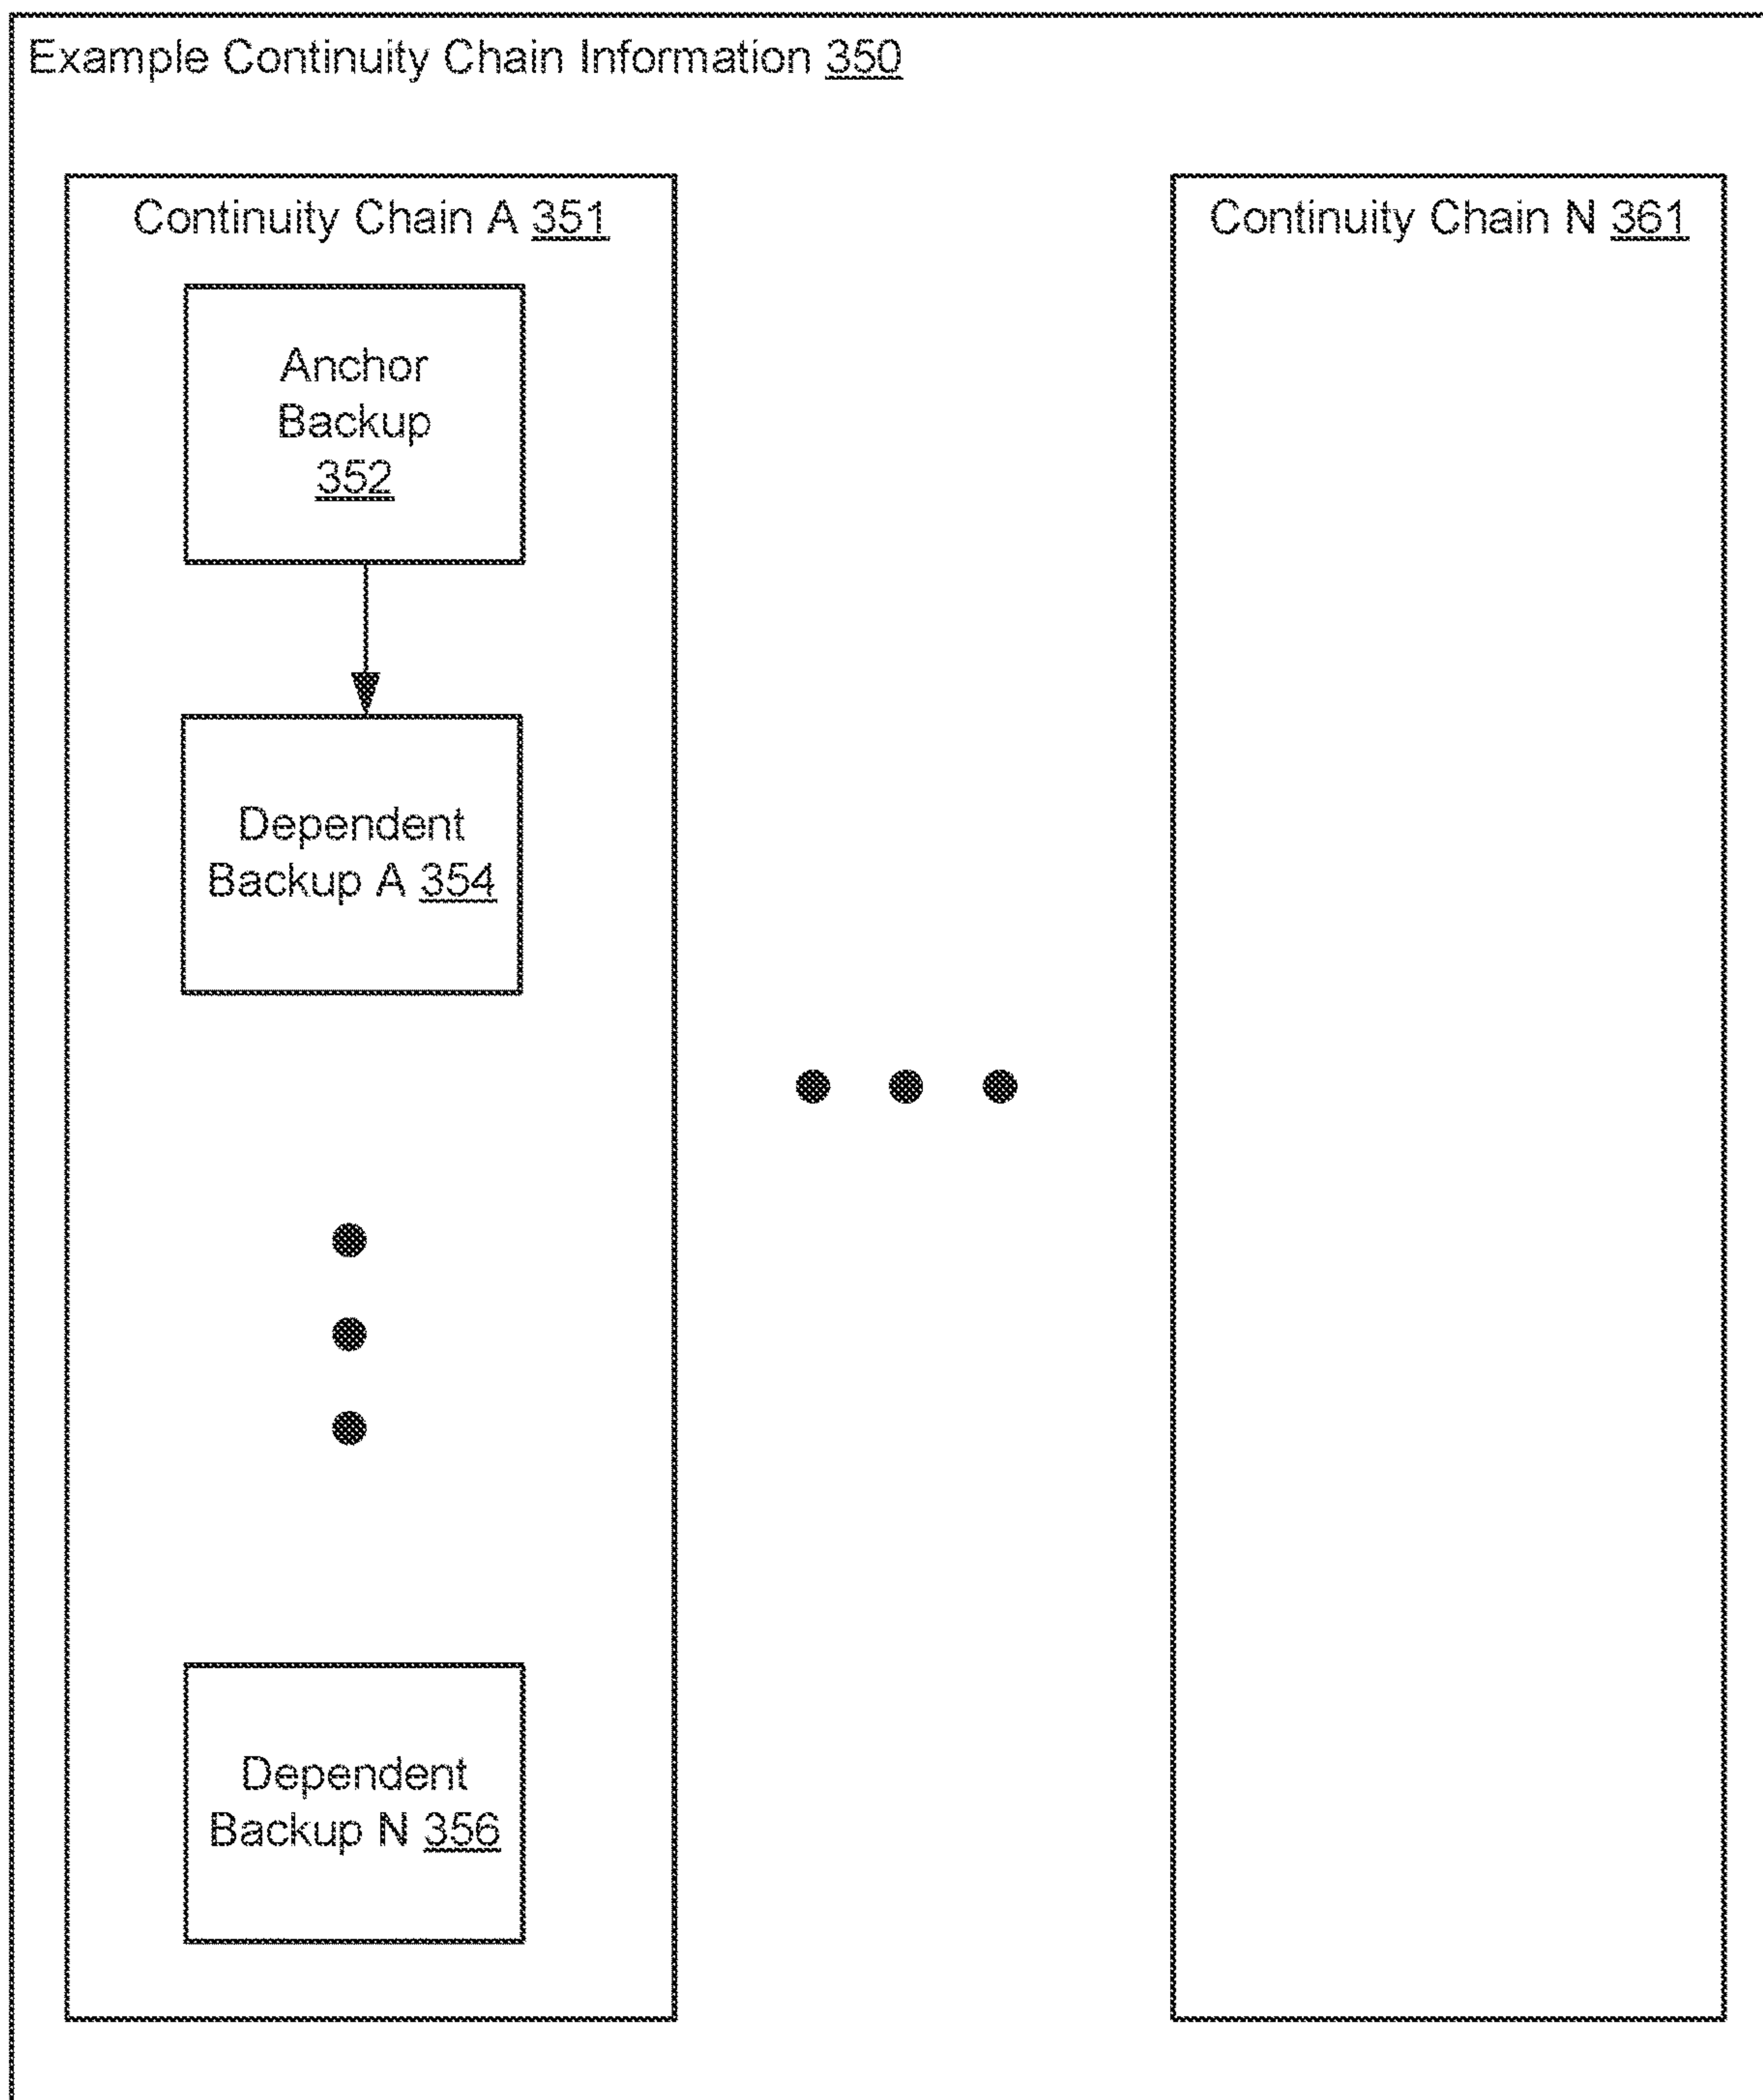 Example Continuity Chain Information 350
Continuity Chain A 351
Anchor
Backup
352
Dependent
Backup A 354
Dependent
Backup N 356
Continuity Chain N 361